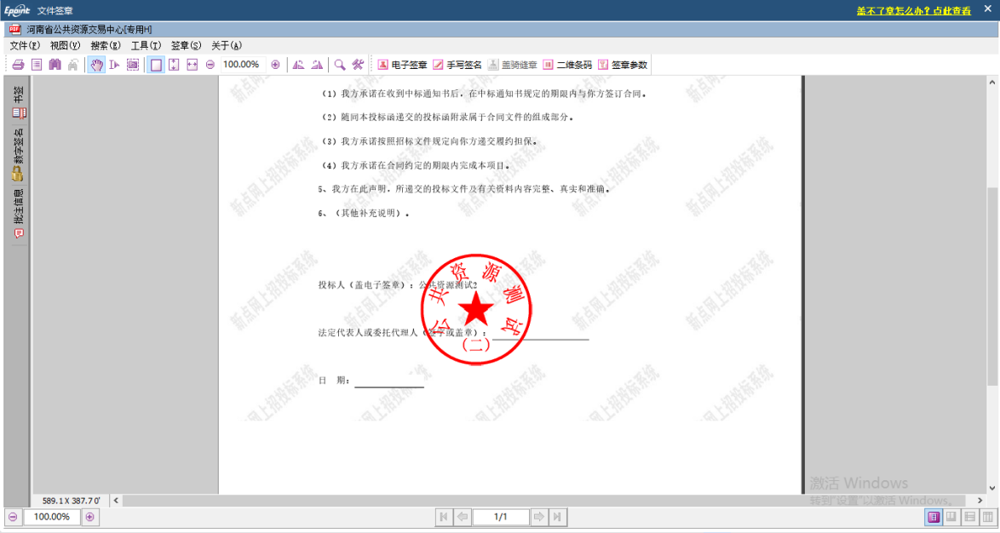 Epoint 文件签章 盖不了章怎么办?点此查看
河南省公共资源交易中心[专用H]
文件(F) 视图(V) 搜索(E) 工具(T) 签章(S) 关于(A)
100.00% 电子签章 手写签名 盖骑缝章 二维条码 签章参数
书签
数字签名
批注信息
(1) 我方承诺在收到中标通知书后，在中标通知书规定的期限内与你方签订合同。
(2) 随同本投标函递交的投标函附录属于合同文件的组成部分。
(3) 我方承诺按照招标文件规定向你方递交履约担保。
(4) 我方承诺在合同约定的期限内完成本项目。
5、我方在此声明，所递交的投标文件及有关资料内容完整、真实和准确。
6、（其他补充说明）。
投标人（盖电子签章）：公共资源测试2
公共资源测试
(二)
法定代表人或委托代理人（签字或盖章）：
日 期：
新点网上招投标系统
激活 Windows
转到"设置"以激活 Windows。
589.1 X 387.7 0'
100.00% 1/1